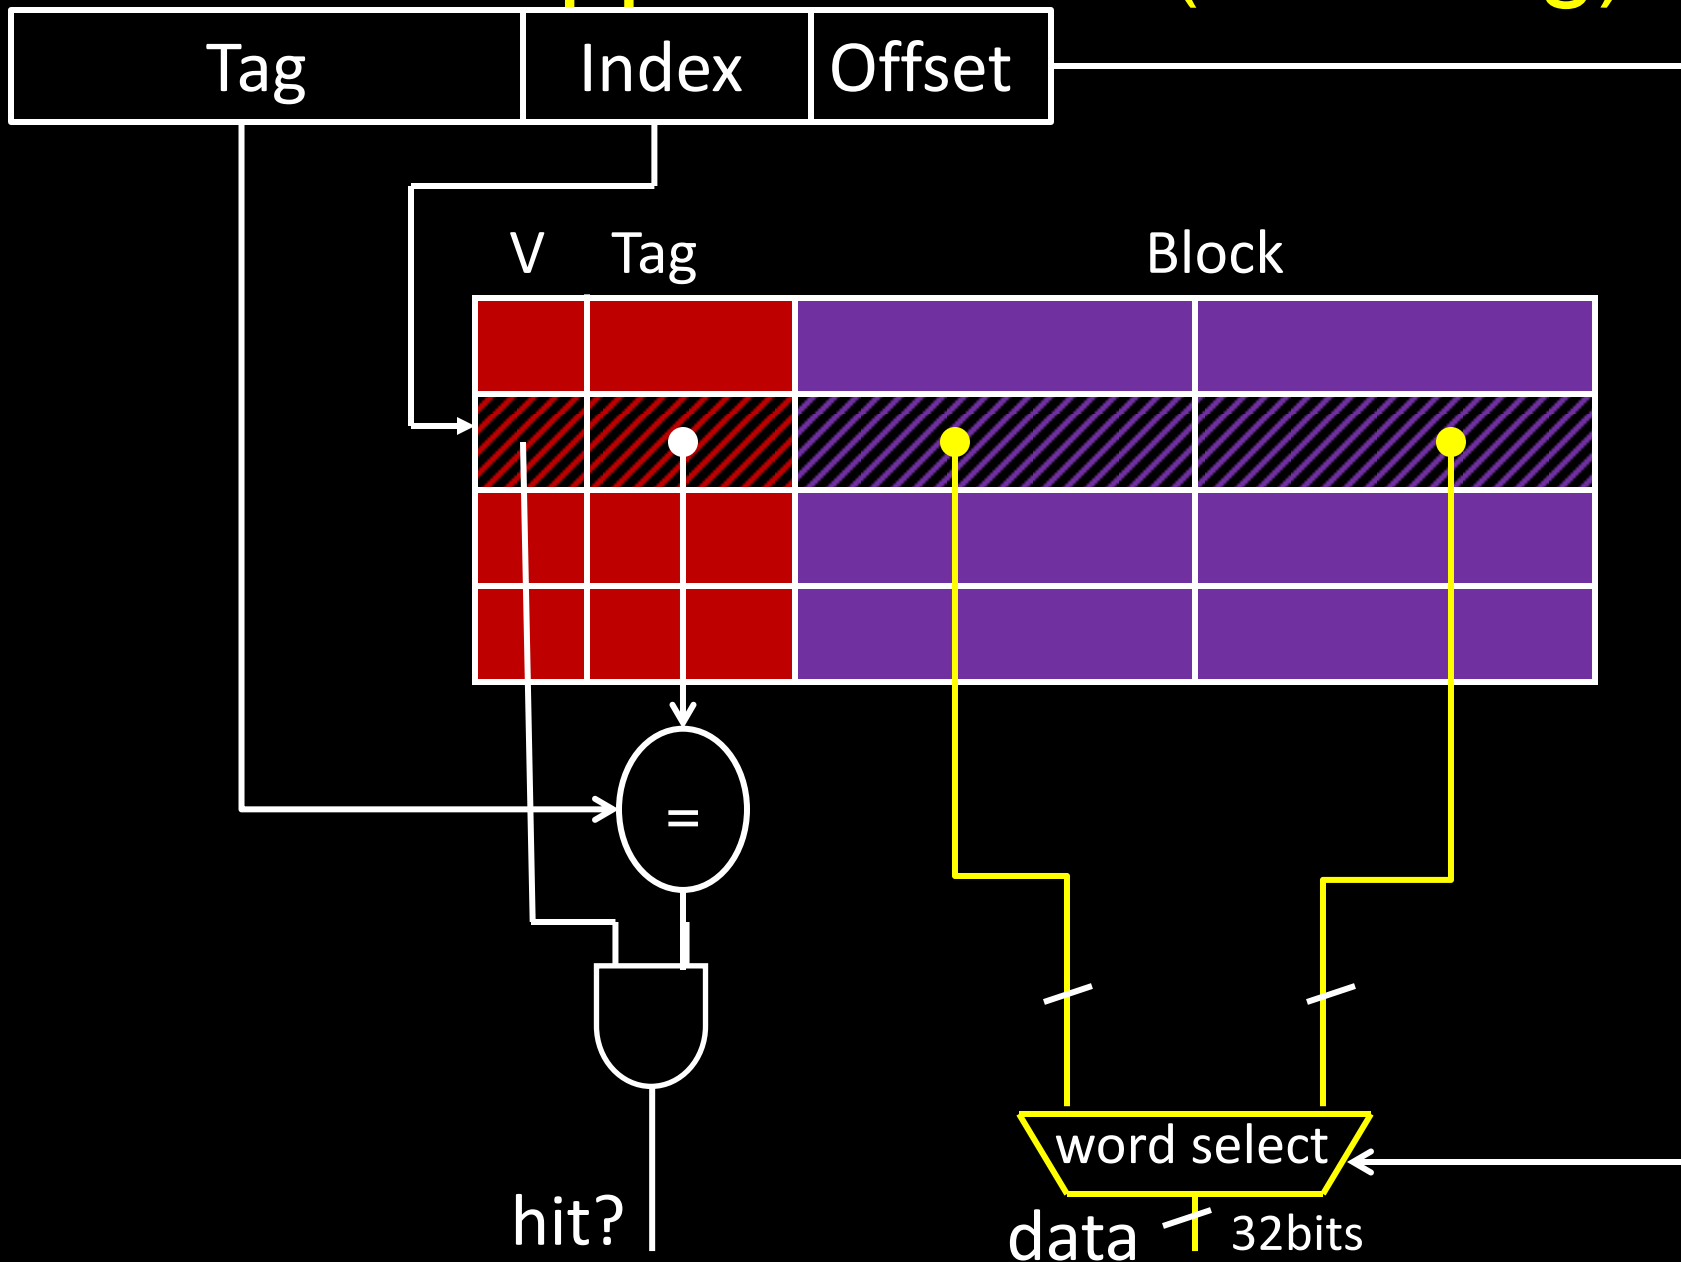 Tag Index Offset
V Tag Block
=
word select
hit?
data 32bits